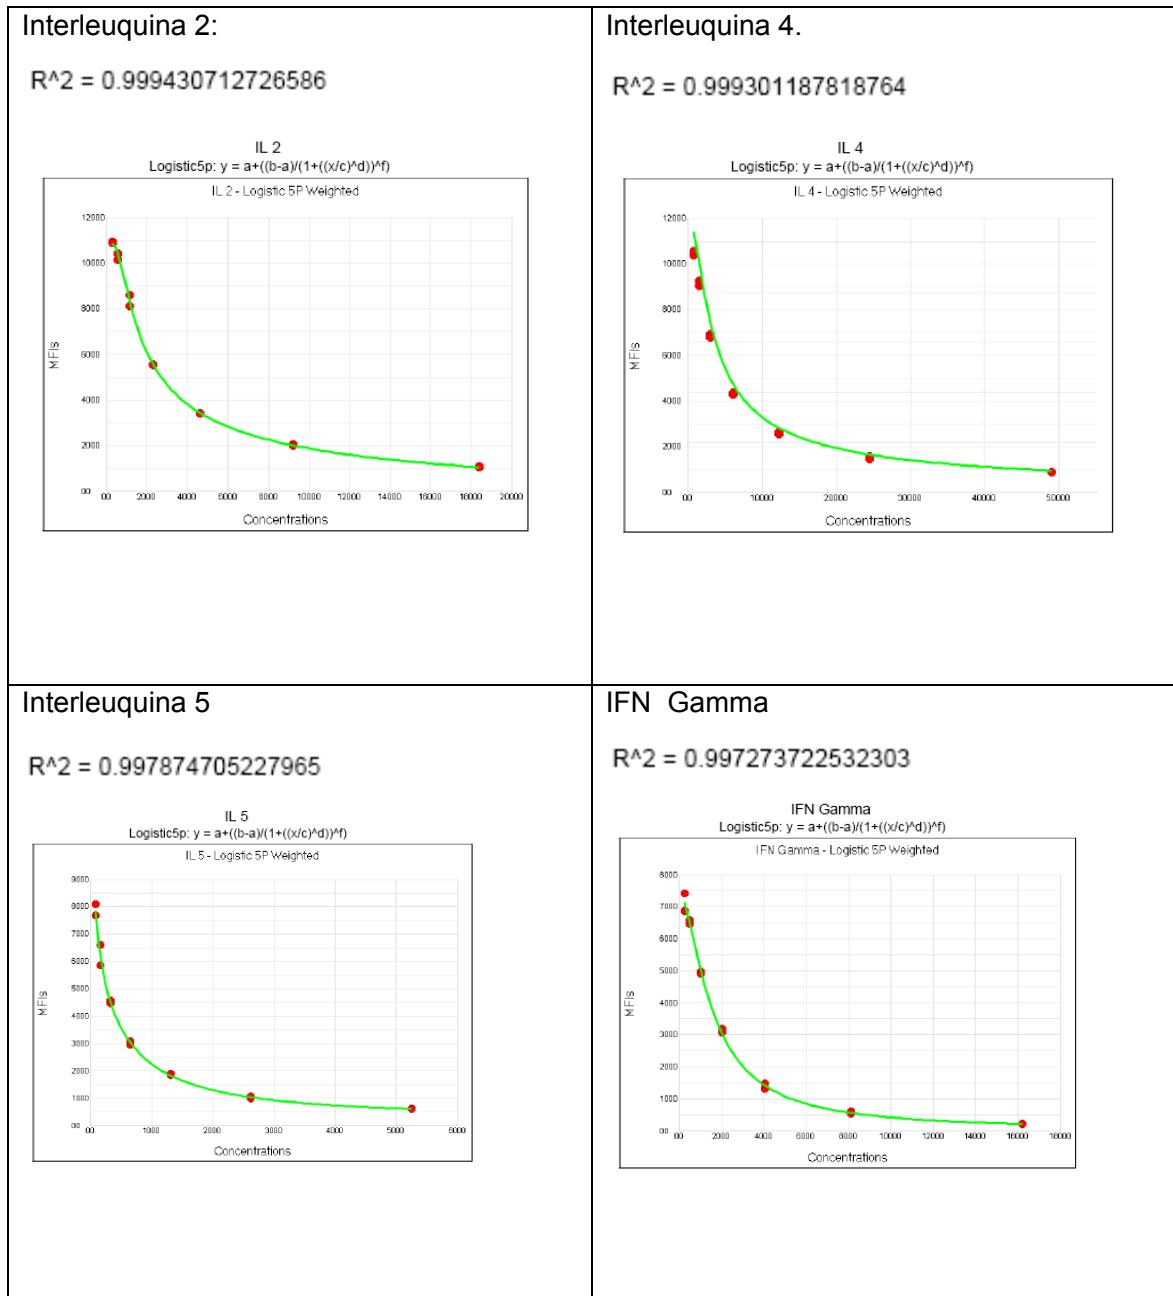 Interleuquina 2:
R^2 = 0.999430712726586
IL 2
Logistic5p: y = a+((b-a)/(1+((x/c)^d))^f)
IL 2 - Logistic 5P Weighted
12000
10000
8000
6000
4000
2000
00
MFIs
00 2000 4000 6000 8000 10000 12000 14000 16000 18000 20000
Concentrations
Interleuquina 4.
R^2 = 0.999301187818764
IL 4
Logistic5p: y = a+((b-a)/(1+((x/c)^d))^f)
IL 4 - Logistic 5P Weighted
12000
10000
8000
6000
4000
2000
00
MFIs
00 10000 20000 30000 40000 50000
Concentrations
Interleuquina 5
R^2 = 0.997874705227965
IL 5
Logistic5p: y = a+((b-a)/(1+((x/c)^d))^f)
IL 5 - Logistic 5P Weighted
9000
8000
7000
6000
5000
4000
3000
2000
1000
00
MFIs
00 1000 2000 3000 4000 5000 6000
Concentrations
IFN Gamma
R^2 = 0.997273722532303
IFN Gamma
Logistic5p: y = a+((b-a)/(1+((x/c)^d))^f)
IFN Gamma - Logistic 5P Weighted
8000
7000
6000
5000
4000
3000
2000
1000
00
MFIs
00 2000 4000 6000 8000 10000 12000 14000 16000 18000
Concentrations